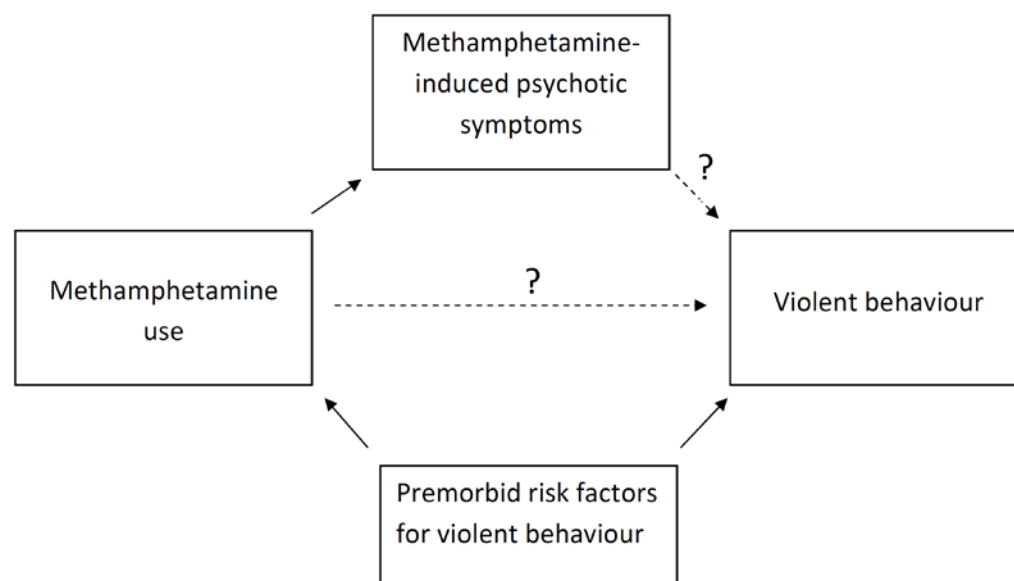 Methamphetamine-
induced psychotic
symptoms
?
?
Methamphetamine
use
Violent behaviour
Premorbid risk factors
for violent behaviour